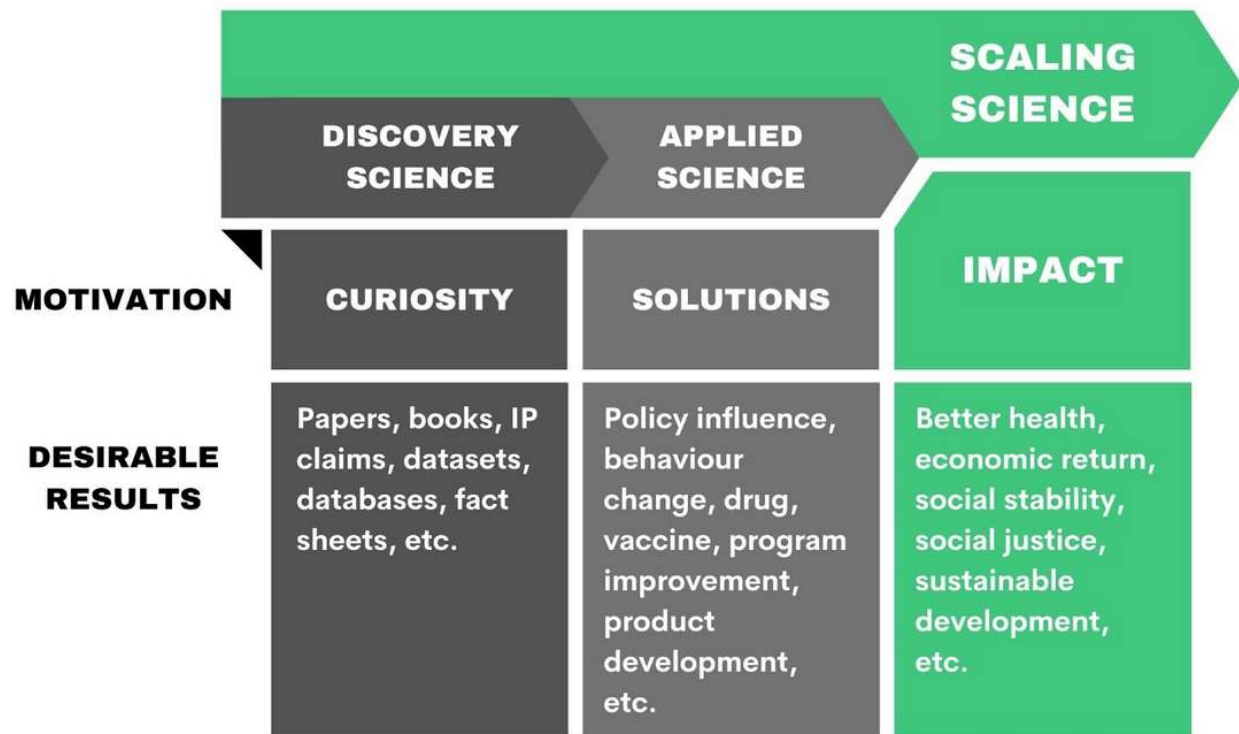 SCALING
SCIENCE
DISCOVERY
SCIENCE
APPLIED
SCIENCE
MOTIVATION
CURIOSITY
SOLUTIONS
IMPACT
DESIRABLE
RESULTS
Papers, books, IP
claims, datasets,
databases, fact
sheets, etc.
Policy influence,
behaviour
change, drug,
vaccine, program
improvement,
product
development,
etc.
Better health,
economic return,
social stability,
social justice,
sustainable
development,
etc.